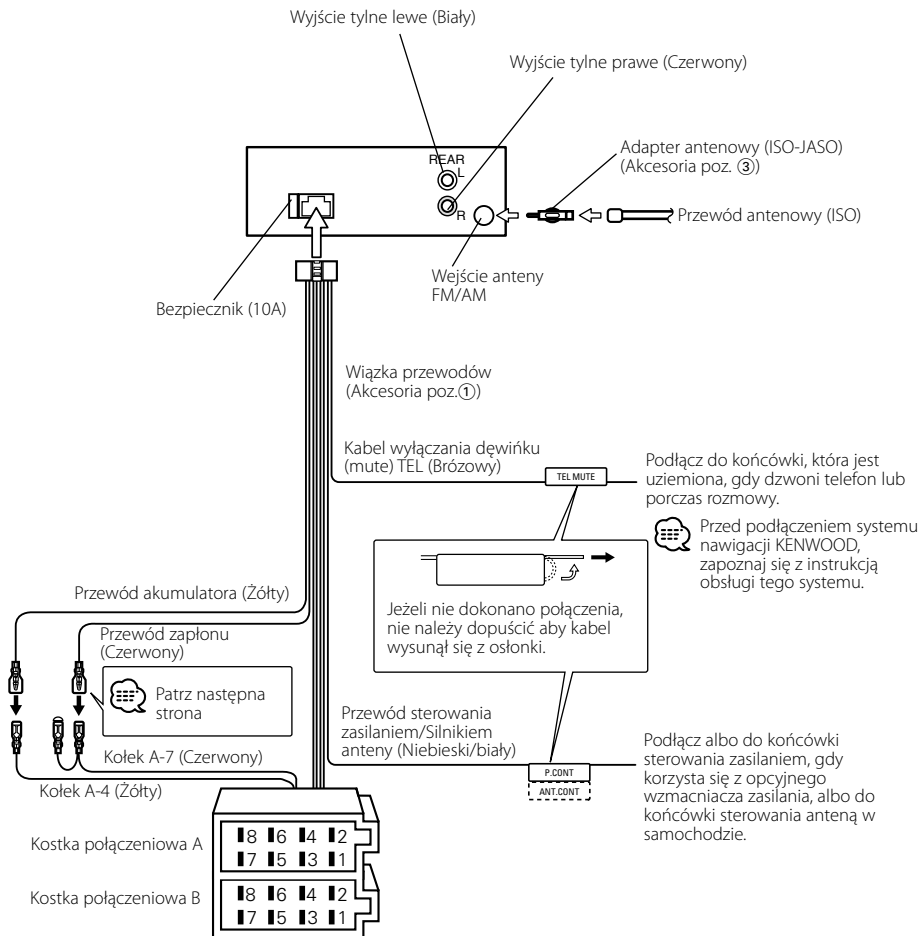 Wyjście tylne lewe (Biały)
Wyjście tylne prawe (Czerwony)
Adapter antenowy (ISO-JASO)
(Akcesoria poz. ③)
REAR
L
R
Przewód antenowy (ISO)
Wejście anteny
FM/AM
Bezpiecznik (10A)
Wiązka przewodów
(Akcesoria poz.①)
Kabel wyłączania dęwińku
(mute) TEL (Brózowy)
TEL MUTE
Podłącz do końcówki, która jest
uziemiona, gdy dzwoni telefon lub
porczas rozmowy.
Przed podłączeniem systemu
nawigacji KENWOOD,
zapoznaj się z instrukcją
obsługi tego systemu.
Jeżeli nie dokonano połączenia,
nie należy dopuścić aby kabel
wysunął się z osłonki.
Przewód akumulatora (Żółty)
Przewód zapłonu
(Czerwony)
Patrz następna
strona
Kołek A-7 (Czerwony)
Kołek A-4 (Żółty)
Przewód sterowania
zasilaniem/Silnikiem
anteny (Niebieski/biały)
P.CONT
ANT.CONT
Podłącz albo do końcówki
sterowania zasilaniem, gdy
korzysta się z opcyjnego
wzmacniacza zasilania, albo do
końcówki sterowania anteną w
samochodzie.
Kostka połączeniowa A
8 6 4 2
7 5 3 1
Kostka połączeniowa B
8 6 4 2
7 5 3 1